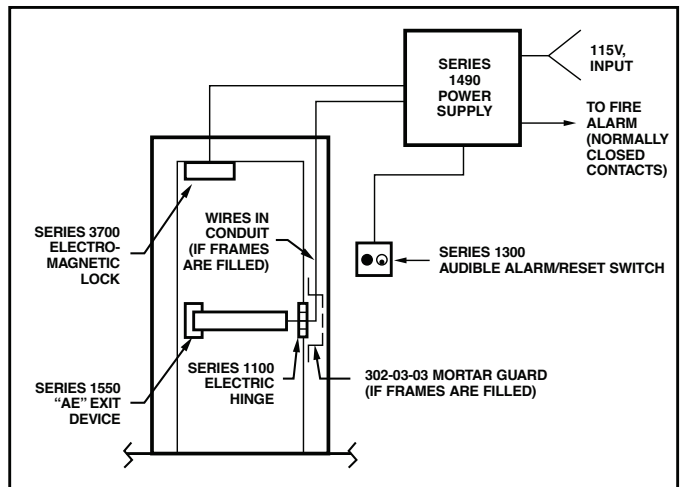 SERIES
1490
POWER
SUPPLY
115V,
INPUT
TO FIRE
ALARM
(NORMALLY
CLOSED
CONTACTS)
SERIES 3700
ELECTRO-
MAGNETIC
LOCK
WIRES IN
CONDUIT
(IF FRAMES
ARE FILLED)
SERIES 1300
AUDIBLE ALARM/RESET SWITCH
SERIES 1550
“AE” EXIT
DEVICE
SERIES 1100
ELECTRIC
HINGE
302-03-03 MORTAR GUARD
(IF FRAMES ARE FILLED)